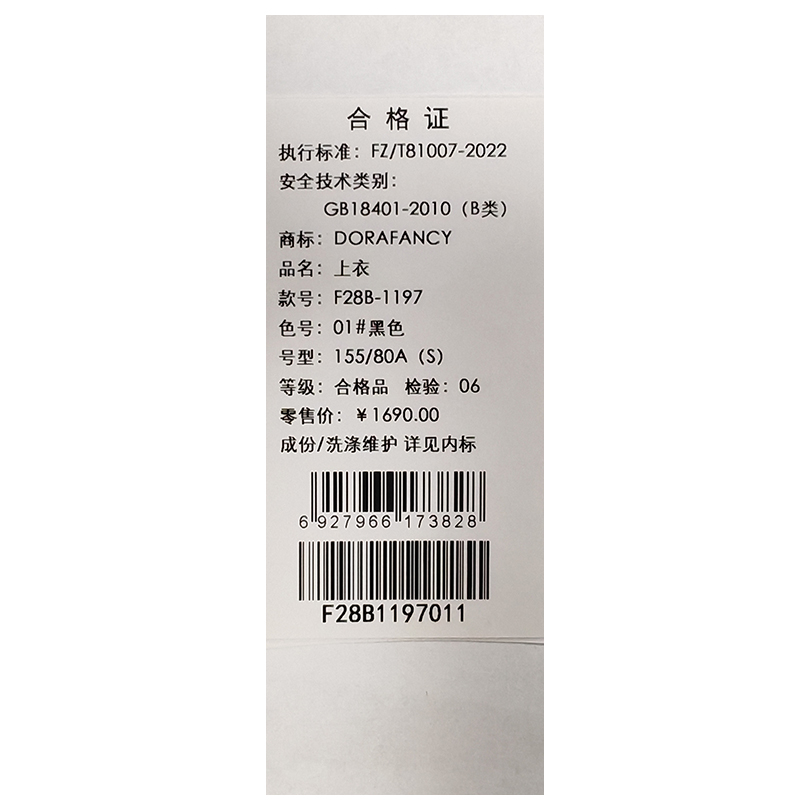 合格证
执行标准：FZ/T81007-2022
安全技术类别：
GB18401-2010（B类）
商标：DORAFANCY
品名：上衣
款号：F28B-1197
色号：01#黑色
号型：155/80A（S）
等级：合格品 检验：06
零售价：￥1690.00
成份/洗涤维护 详见内标
6 927966 173828
F28B1197011